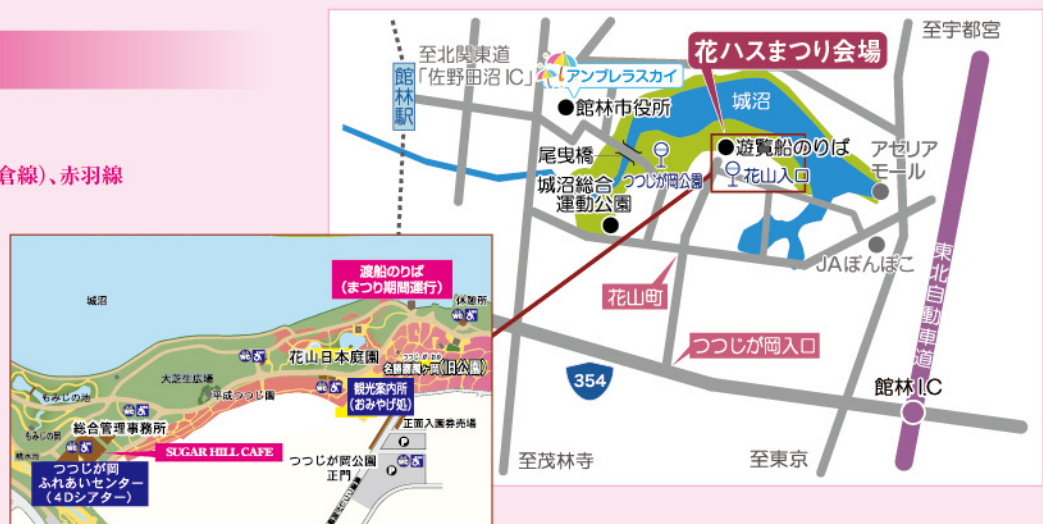 倉線）、赤羽線
至北関東道
「佐野田沼IC」
館林駅
アンブレラスカイ
館林市役所
花ハスまつり会場
至宇都宮
城沼
尾曳橋
つつじが岡公園
遊覧船のりば
花山入口
アゼリア
モール
城沼総合
運動公園
JAぽんぽこ
東北自動車道
花山町
つつじが岡入口
354
館林IC
至茂林寺
至東京
城沼
渡船のりば
（まつり期間運行）
休憩所
花山日本庭園
大芝生広場
平成つつじ園
もみじの池
もみじの岡
総合管理事務所
SUGAR HILL CAFE
観光案内所
（おみやげ処）
正面入園券売場
つつじが岡公園
正門
P
P
つつじが岡
ふれあいセンター
（4Dシアター）